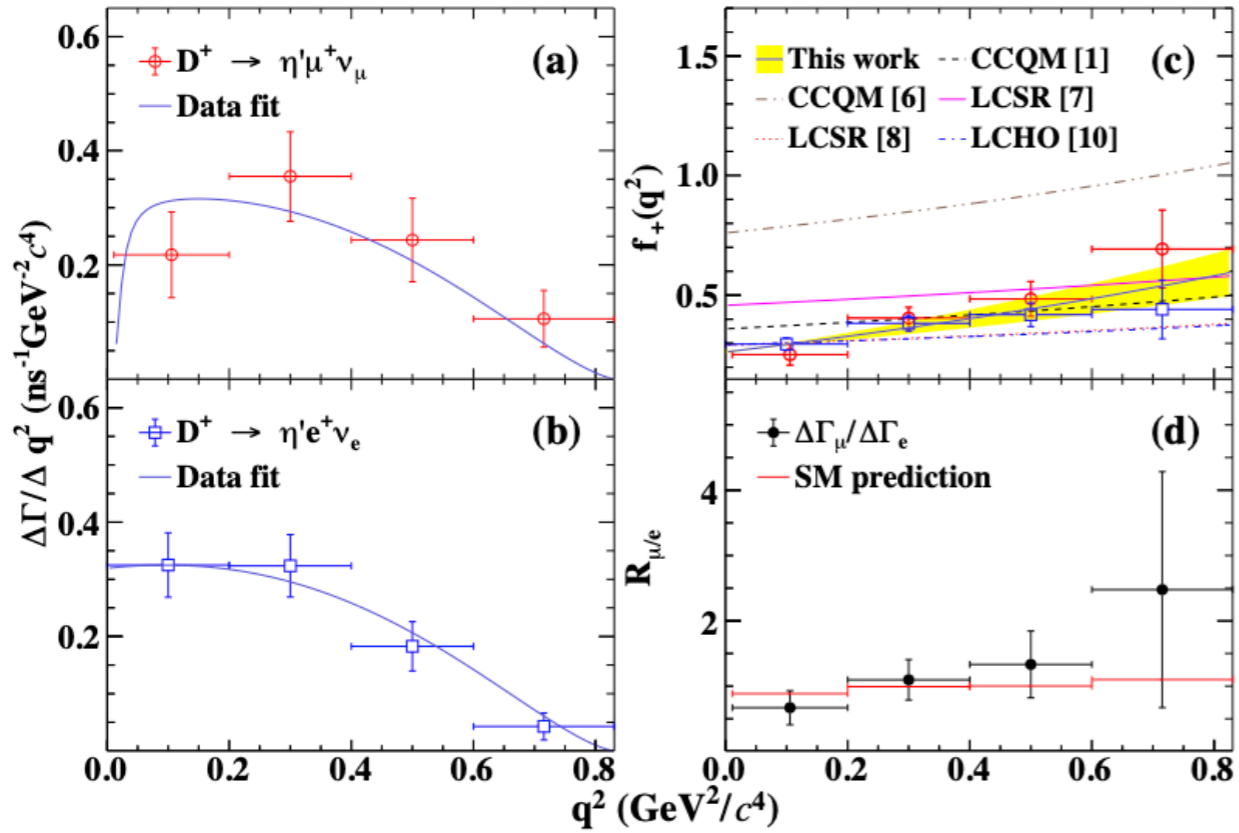 0.6
0.4
0.2
(a)
D⁺ → η′μ⁺ν_μ
Data fit
0.6
0.4
0.2
0.0 0.2 0.4 0.6 0.8
(b)
D⁺ → η′e⁺ν_e
Data fit
ΔΓ/Δ q² (ns⁻¹GeV⁻²c⁴)
1.5
1.0
0.5
f₊(q²)
(c)
This work CCQM [1]
CCQM [6] LCSR [7]
LCSR [8] LCHO [10]
4
2
R_μ/e
(d)
ΔΓ_μ/ΔΓ_e
SM prediction
0.0 0.2 0.4 0.6 0.8
q² (GeV²/c⁴)